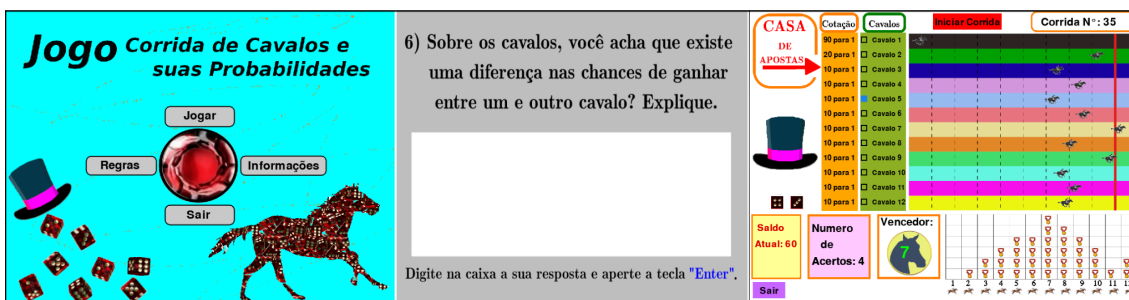 Jogo Corrida de Cavalos e
suas Probabilidades
Jogar
Regras
Informações
Sair
6) Sobre os cavalos, você acha que existe
uma diferença nas chances de ganhar
entre um e outro cavalo? Explique.
Digite na caixa a sua resposta e aperte a tecla "Enter".
CASA
DE
APOSTAS
Cotação
Cavalos
Iniciar Corrida
Corrida N°: 35
90 para 1 Cavalo 1
20 para 1 Cavalo 2
10 para 1 Cavalo 3
10 para 1 Cavalo 4
10 para 1 Cavalo 5
10 para 1 Cavalo 6
10 para 1 Cavalo 7
10 para 1 Cavalo 8
10 para 1 Cavalo 9
10 para 1 Cavalo 10
10 para 1 Cavalo 11
10 para 1 Cavalo 12
Saldo
Atual: 60
Numero
de
Acertos: 4
Vencedor:
7
1 2 3 4 5 6 7 8 9 10 11
Sair